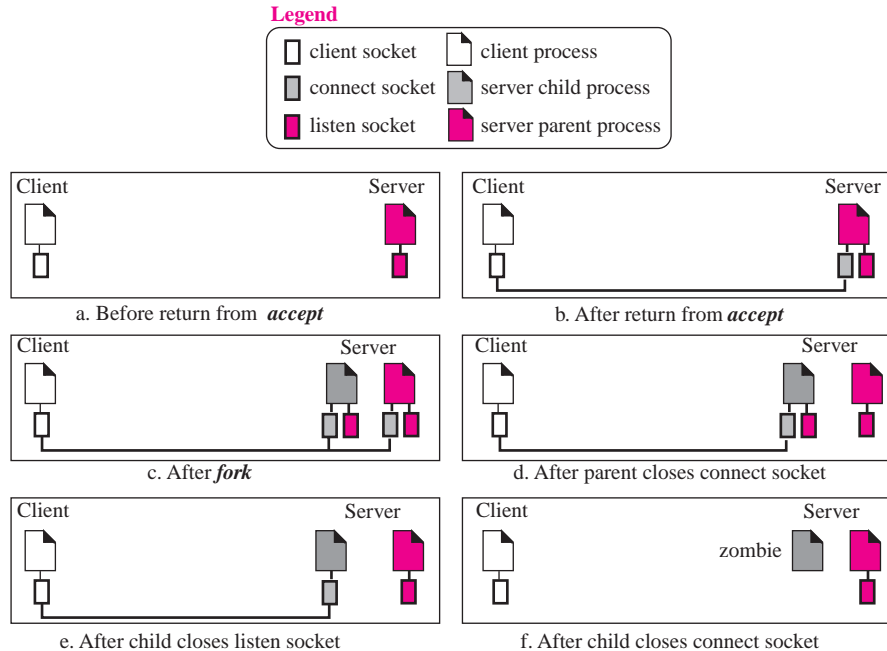 Legend
client socket client process
connect socket server child process
listen socket server parent process
Client Server
Client Server
a. Before return from accept
b. After return from accept
Client Server
Client Server
c. After fork
d. After parent closes connect socket
Client Server
Client Server
zombie
e. After child closes listen socket
f. After child closes connect socket